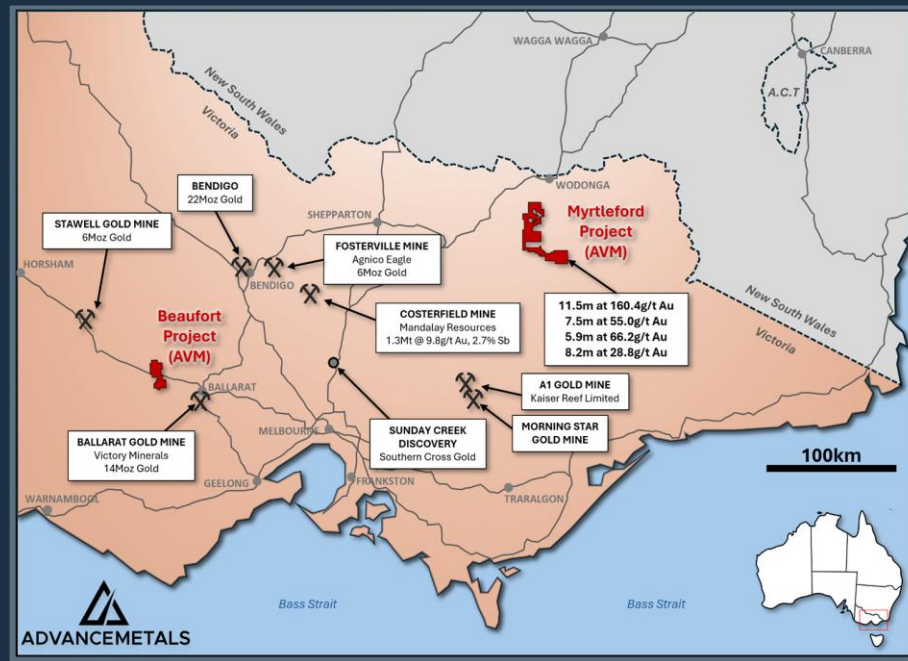 WAGGA WAGGA
CANBERRA
A.C.T
New South Wales
Victoria
WODONGA
BENDIGO
22Moz Gold
SHEPPARTON
STAWELL GOLD MINE
6Moz Gold
FOSTERVILLE MINE
Agnico Eagle
6Moz Gold
Myrtleford
Project
(AVM)
HORSHAM
BENDIGO
COSTERFIELD MINE
Mandalay Resources
1.3Mt @ 9.8g/t Au, 2.7% Sb
11.5m at 160.4g/t Au
7.5m at 55.0g/t Au
5.9m at 66.2g/t Au
8.2m at 28.8g/t Au
New South Wales
Victoria
Beaufort
Project
(AVM)
BALLARAT
A1 GOLD MINE
Kaiser Reef Limited
MORNING STAR
GOLD MINE
BALLARAT GOLD MINE
Victory Minerals
14Moz Gold
MELBOURNE
SUNDAY CREEK
DISCOVERY
Southern Cross Gold
100km
GEELONG
FRANKSTON
TRARALGON
WARNAMBOOL
Bass Strait
Bass Strait
ADVANCEMETALS